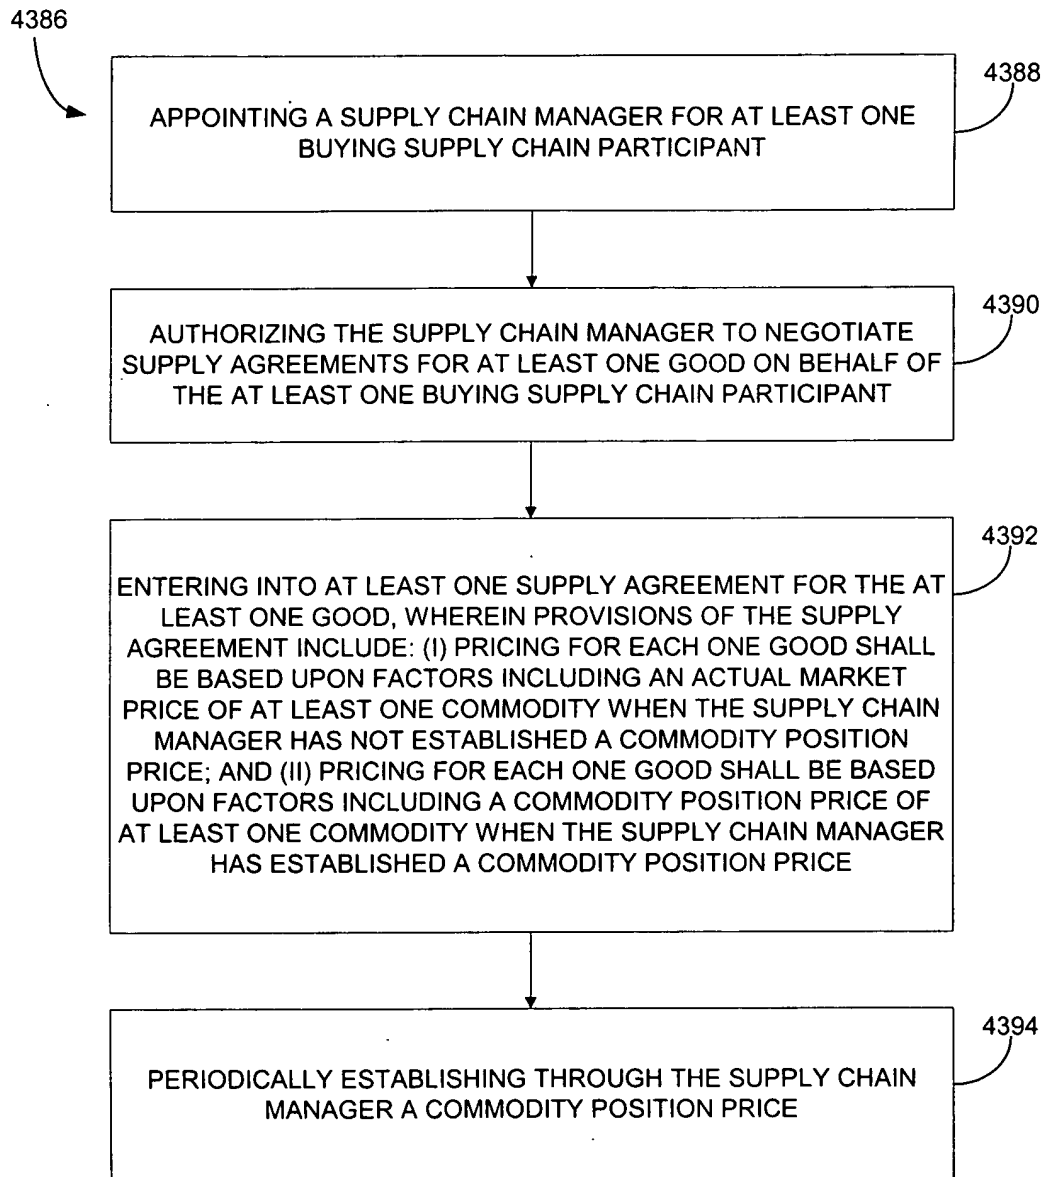 4386
4388
APPOINTING A SUPPLY CHAIN MANAGER FOR AT LEAST ONE
BUYING SUPPLY CHAIN PARTICIPANT
4390
AUTHORIZING THE SUPPLY CHAIN MANAGER TO NEGOTIATE
SUPPLY AGREEMENTS FOR AT LEAST ONE GOOD ON BEHALF OF
THE AT LEAST ONE BUYING SUPPLY CHAIN PARTICIPANT
4392
ENTERING INTO AT LEAST ONE SUPPLY AGREEMENT FOR THE AT
LEAST ONE GOOD, WHEREIN PROVISIONS OF THE SUPPLY
AGREEMENT INCLUDE: (I) PRICING FOR EACH ONE GOOD SHALL
BE BASED UPON FACTORS INCLUDING AN ACTUAL MARKET
PRICE OF AT LEAST ONE COMMODITY WHEN THE SUPPLY CHAIN
MANAGER HAS NOT ESTABLISHED A COMMODITY POSITION
PRICE; AND (II) PRICING FOR EACH ONE GOOD SHALL BE BASED
UPON FACTORS INCLUDING A COMMODITY POSITION PRICE OF
AT LEAST ONE COMMODITY WHEN THE SUPPLY CHAIN MANAGER
HAS ESTABLISHED A COMMODITY POSITION PRICE
4394
PERIODICALLY ESTABLISHING THROUGH THE SUPPLY CHAIN
MANAGER A COMMODITY POSITION PRICE